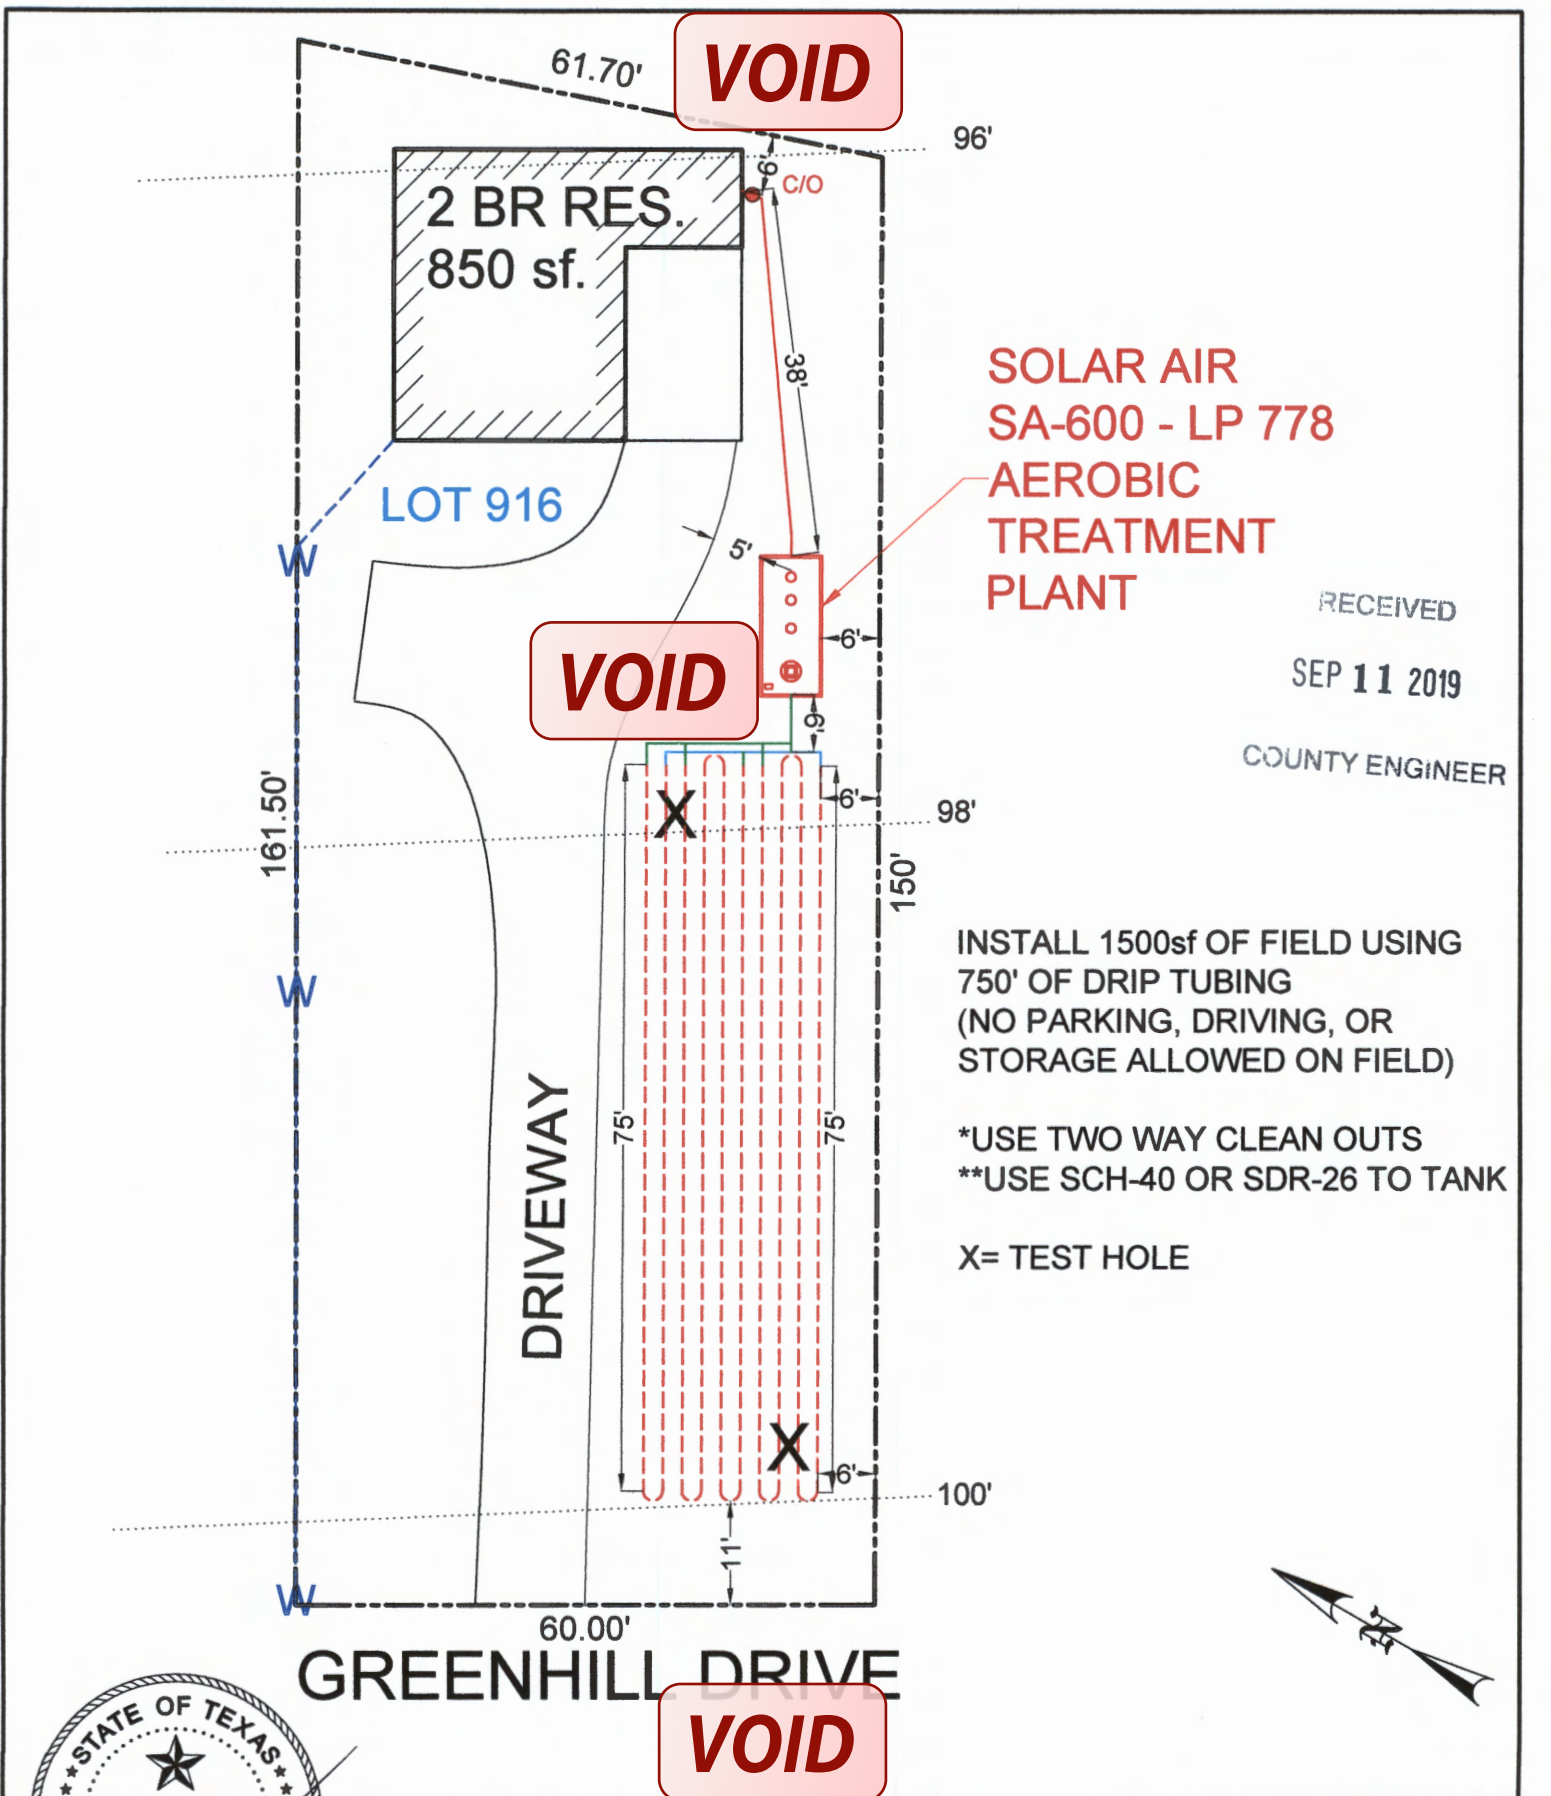 VOID
61.70'
96'
6'
C/O
2 BR RES.
850 sf.
38'
SOLAR AIR
SA-600 - LP 778
AEROBIC
TREATMENT
PLANT
LOT 916
W
5'
RECEIVED
6'
SEP 11 2019
VOID
6'
COUNTY ENGINEER
161.50'
X
6'
98'
150'
INSTALL 1500sf OF FIELD USING
750' OF DRIP TUBING
(NO PARKING, DRIVING, OR
STORAGE ALLOWED ON FIELD)
W
75'
75'
DRIVEWAY
*USE TWO WAY CLEAN OUTS
**USE SCH-40 OR SDR-26 TO TANK
X= TEST HOLE
X
6'
100'
11'
W
60.00'
N
GREENHILL DRIVE
STATE OF TEXAS
VOID